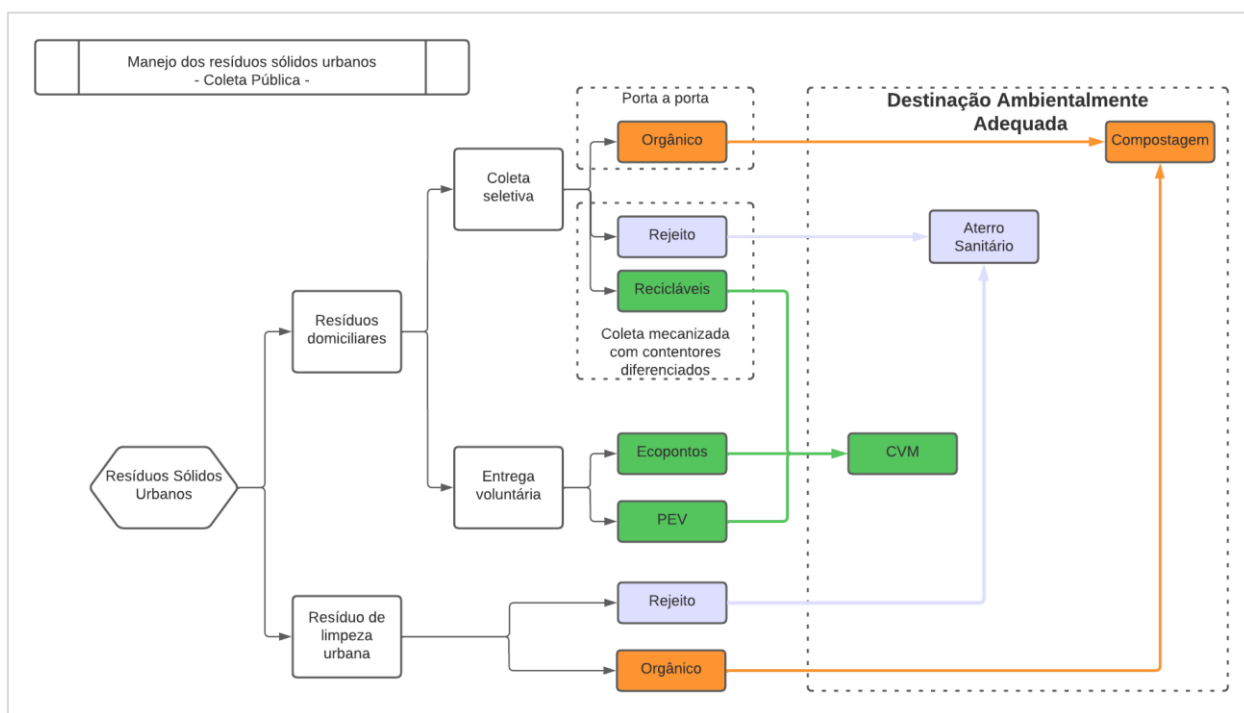 Manejo dos resíduos sólidos urbanos
- Coleta Pública -
Porta a porta
Orgânico
Destinação Ambientalmente
Adequada
Compostagem
Coleta
seletiva
Rejeito
Aterro
Sanitário
Recicláveis
Resíduos
domiciliares
Coleta mecanizada
com contentores
diferenciados
Ecopontos
CVM
Resíduos Sólidos
Urbanos
Entrega
voluntária
PEV
Resíduo de
limpeza
urbana
Rejeito
Orgânico